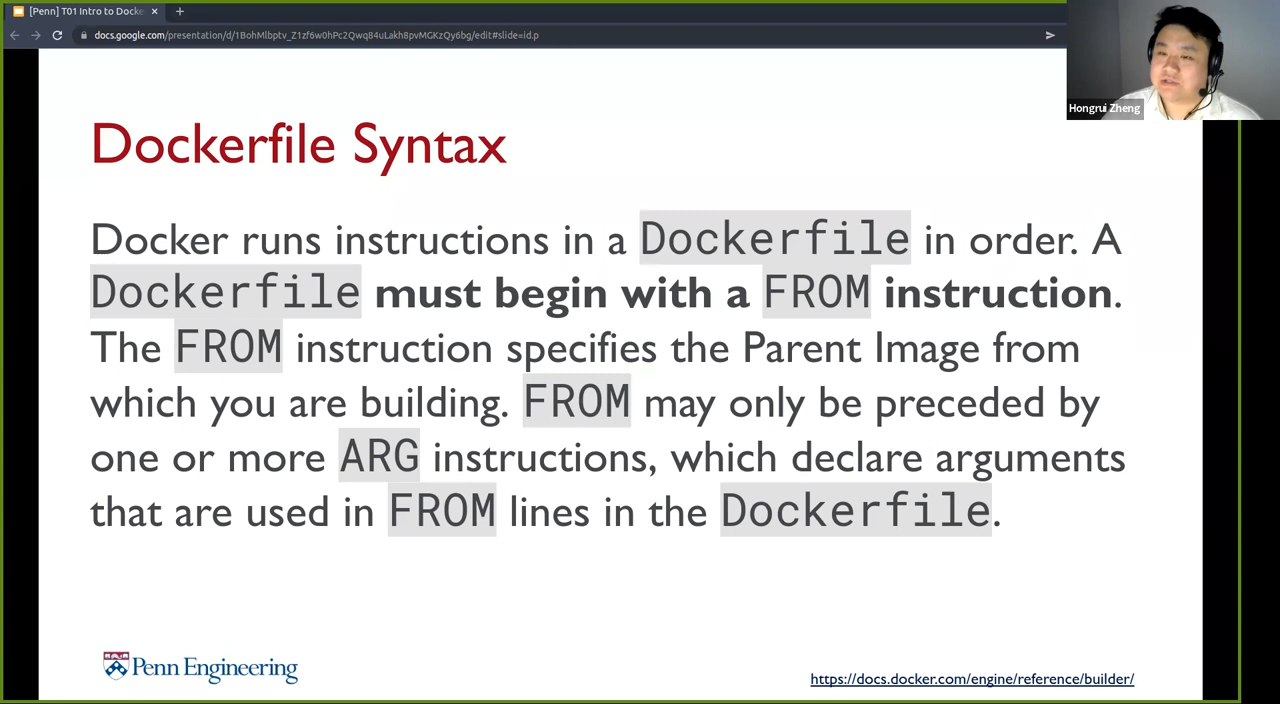 [Penn] T01 Intro to Docke
docs.google.com/presentation/d/1BohMlbptv_Z1zf6w0hPc2Qwq84uLakh8pvMGKzQy6bg/edit#slide=id.p
Hongrui Zheng
Dockerfile Syntax
Docker runs instructions in a Dockerfile in order. A
Dockerfile must begin with a FROM instruction.
The FROM instruction specifies the Parent Image from
which you are building. FROM may only be preceded by
one or more ARG instructions, which declare arguments
that are used in FROM lines in the Dockerfile.
Penn Engineering
https://docs.docker.com/engine/reference/builder/